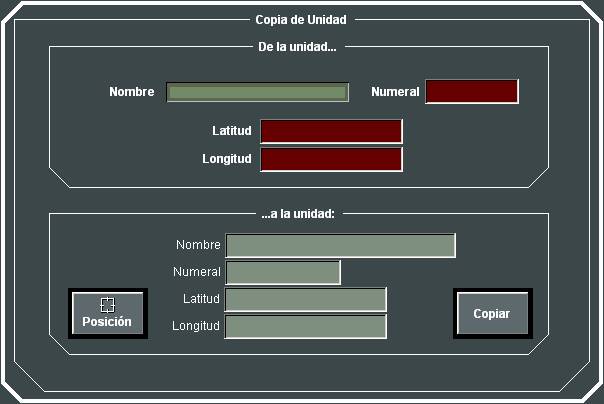 Copia de Unidad
De la unidad...
Nombre Numeral
Latitud
Longitud
...a la unidad:
Nombre
Numeral
Latitud
Longitud
Posición
Copiar